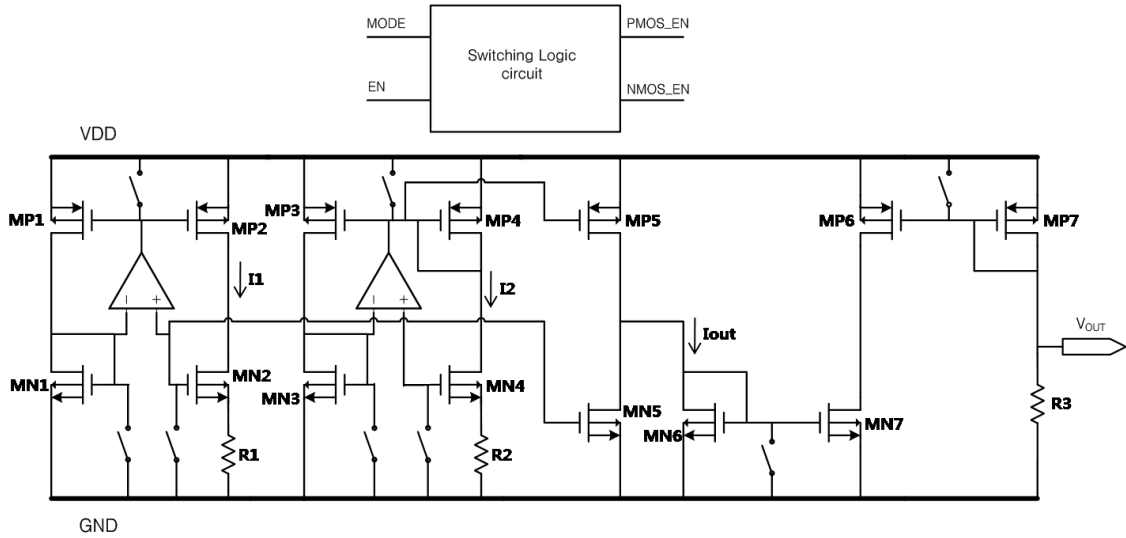 MODE
PMOS_EN
Switching Logic
circuit
EN
NMOS_EN
VDD
MP1
MP2
MP3
MP4
MP5
MP6
MP7
I1
I2
Iout
VOUT
- +
- +
MN1
MN2
MN3
MN4
MN5
MN6
MN7
R1
R2
R3
GND